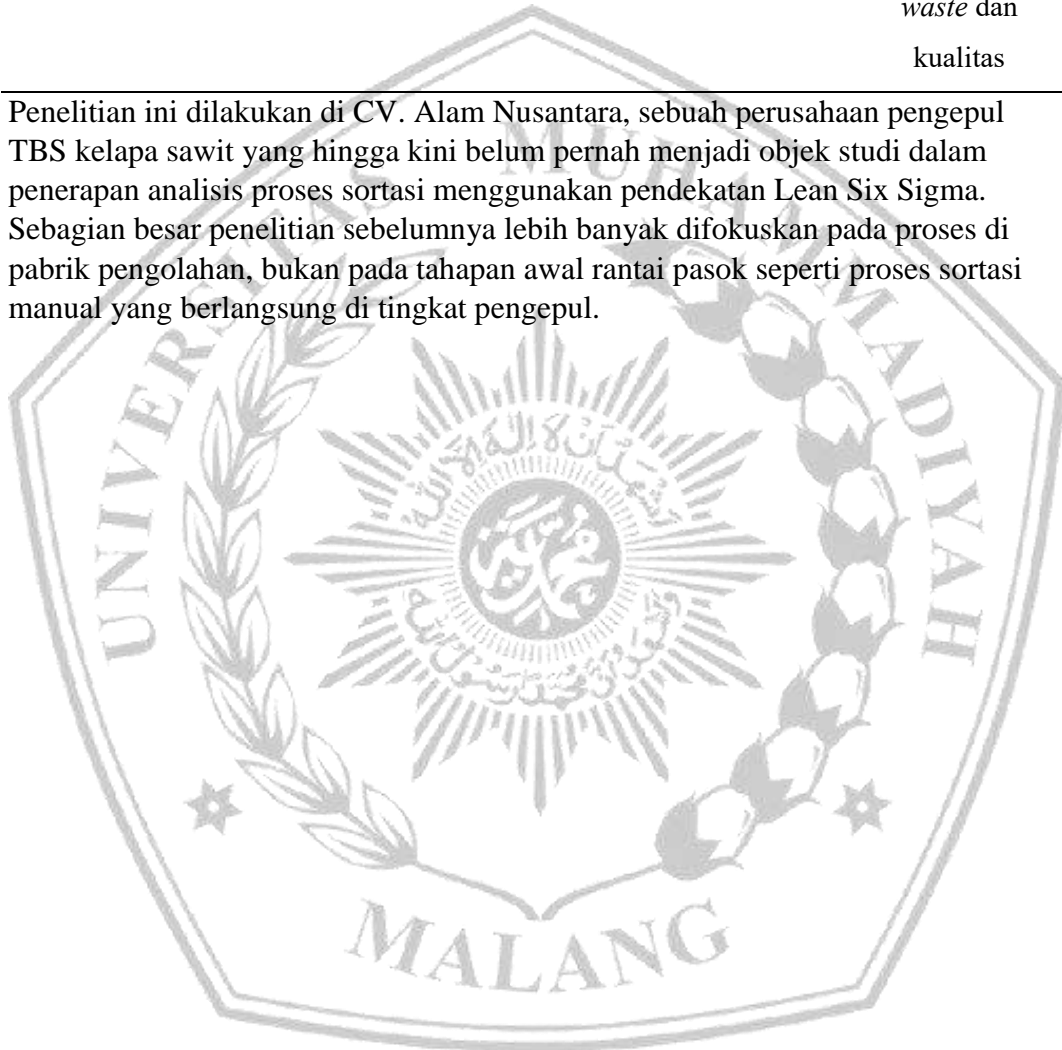 waste dan
kualitas
Penelitian ini dilakukan di CV. Alam Nusantara, sebuah perusahaan pengepul
TBS kelapa sawit yang hingga kini belum pernah menjadi objek studi dalam
penerapan analisis proses sortasi menggunakan pendekatan Lean Six Sigma.
Sebagian besar penelitian sebelumnya lebih banyak difokuskan pada proses di
pabrik pengolahan, bukan pada tahapan awal rantai pasok seperti proses sortasi
manual yang berlangsung di tingkat pengepul.
UNIVERSITAS MUHAMMADIYAH
MALANG